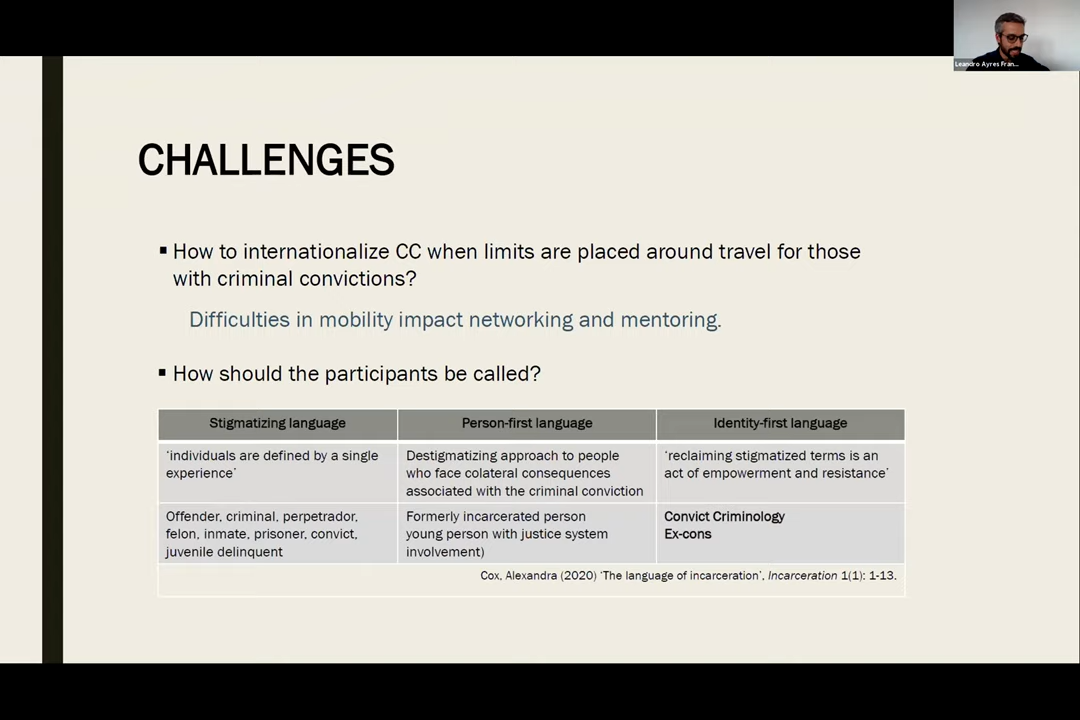 Leandro Ayres Fran...
CHALLENGES
▪ How to internationalize CC when limits are placed around travel for those
with criminal convictions?
Difficulties in mobility impact networking and mentoring.
▪ How should the participants be called?
Stigmatizing language
Person-first language
Identity-first language
‘individuals are defined by a single
experience’
Destigmatizing approach to people
who face colateral consequences
associated with the criminal conviction
‘reclaiming stigmatized terms is an
act of empowerment and resistance’
Offender, criminal, perpetrador,
felon, inmate, prisoner, convict,
juvenile delinquent
Formerly incarcerated person
young person with justice system
involvement)
Convict Criminology
Ex-cons
Cox, Alexandra (2020) ‘The language of incarceration’, Incarceration 1(1): 1-13.